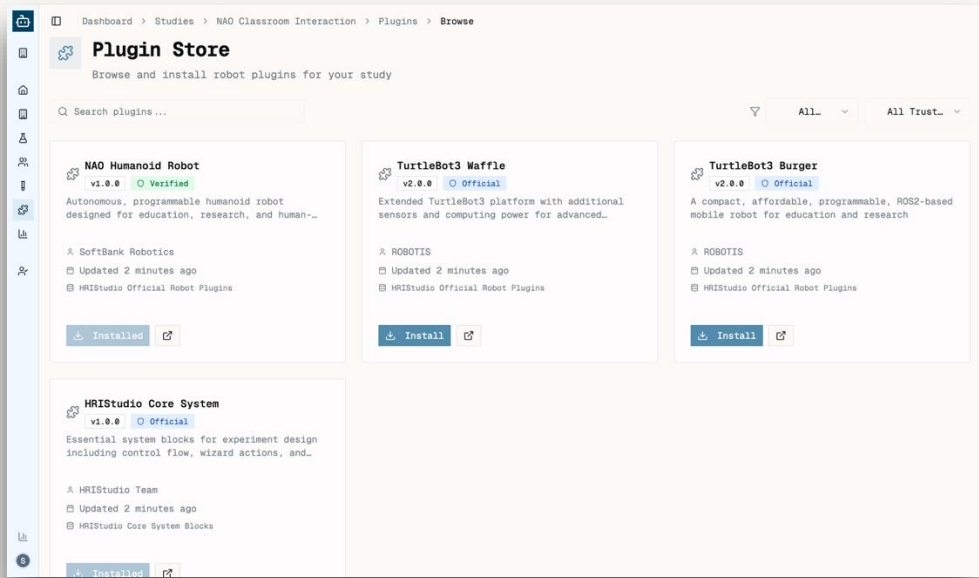 Dashboard > Studies > NAO Classroom Interaction > Plugins > Browse
Plugin Store
Browse and install robot plugins for your study
Search plugins...
All…
All Trust…
NAO Humanoid Robot
v1.0.0 Verified
Autonomous, programmable humanoid robot
designed for education, research, and human-…
SoftBank Robotics
Updated 2 minutes ago
HRIStudio Official Robot Plugins
Installed
TurtleBot3 Waffle
v2.0.0 Official
Extended TurtleBot3 platform with additional
sensors and computing power for advanced…
ROBOTIS
Updated 2 minutes ago
HRIStudio Official Robot Plugins
Install
TurtleBot3 Burger
v2.0.0 Official
A compact, affordable, programmable, ROS2-based
mobile robot for education and research
ROBOTIS
Updated 2 minutes ago
HRIStudio Official Robot Plugins
Install
HRIStudio Core System
v1.0.0 Official
Essential system blocks for experiment design
including control flow, wizard actions, and…
HRIStudio Team
Updated 2 minutes ago
HRIStudio Core System Blocks
Installed
S